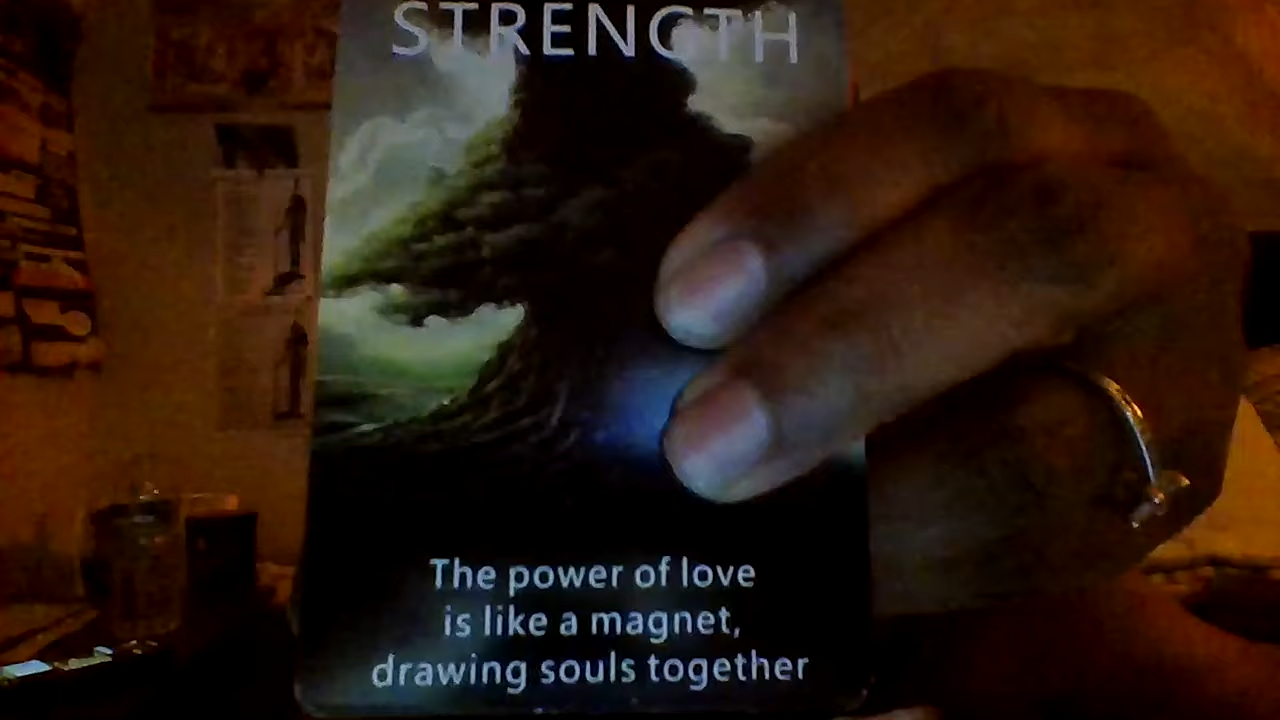 STRENGTH
The power of love
is like a magnet,
drawing souls together